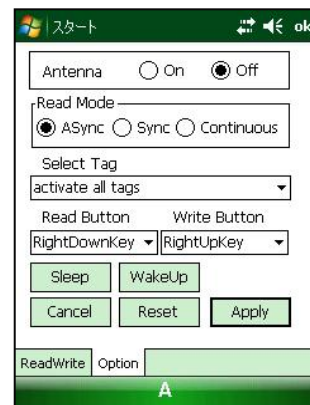 スタート ok
Antenna On Off
Read Mode
ASync Sync Continuous
Select Tag
activate all tags
Read Button Write Button
RightDownKey RightUpKey
Sleep WakeUp
Cancel Reset Apply
ReadWrite Option
A